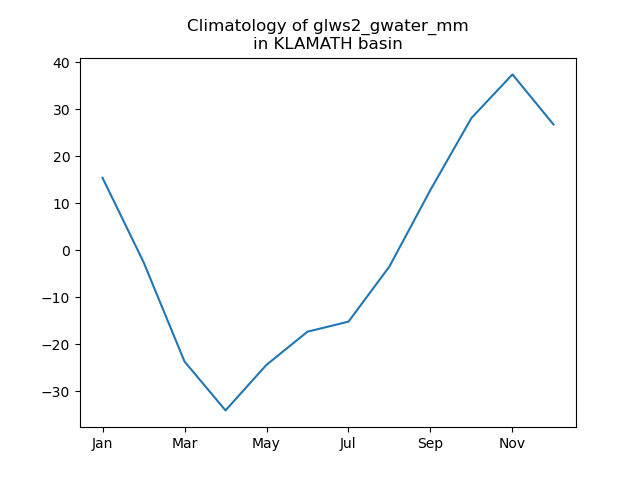 Climatology of glws2_gwater_mm
in KLAMATH basin
40
30
20
10
0
−10
−20
−30
Jan
Mar
May
Jul
Sep
Nov